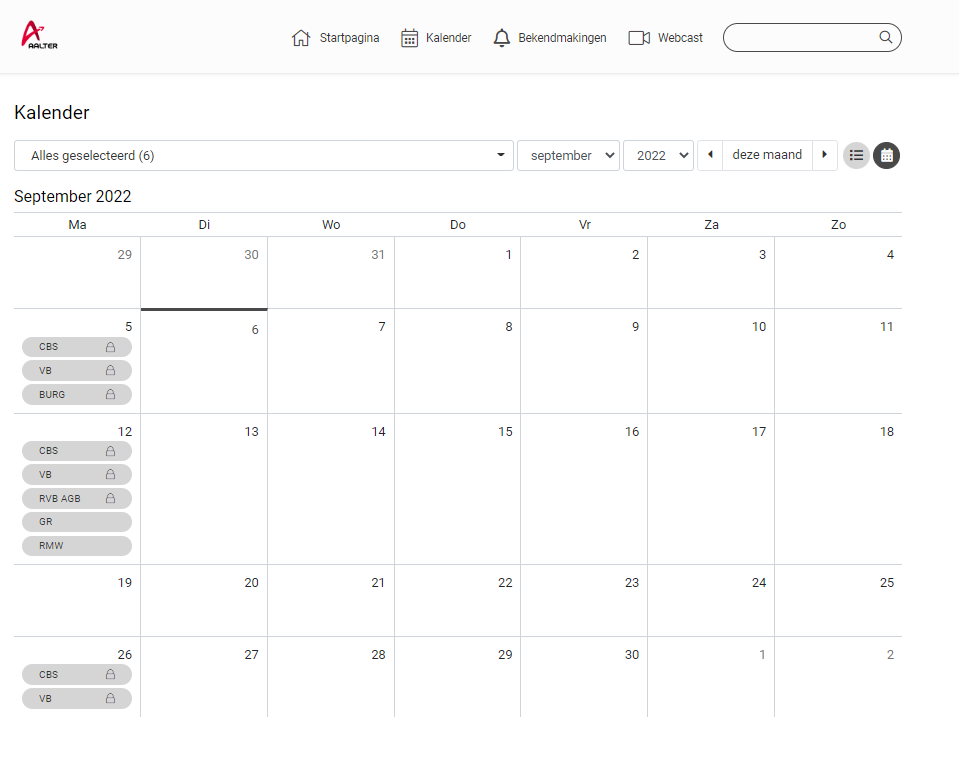 AALTER
Startpagina Kalender Bekendmakingen Webcast
Kalender
Alles geselecteerd (6) september 2022 deze maand
September 2022
Ma Di Wo Do Vr Za Zo
29 30 31 1 2 3 4
5 6 7 8 9 10 11
CBS
VB
BURG
12 13 14 15 16 17 18
CBS
VB
RVB AGB
GR
RMW
19 20 21 22 23 24 25
26 27 28 29 30 1 2
CBS
VB